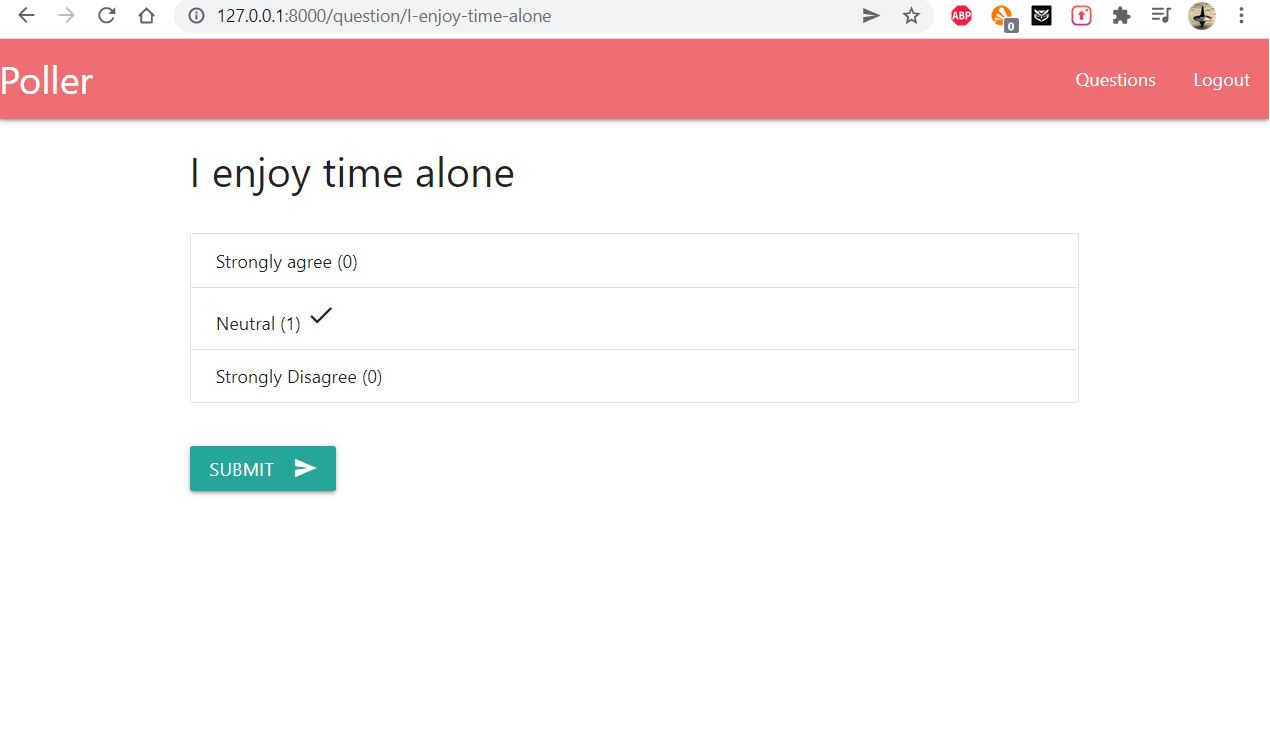 127.0.0.1:8000/question/I-enjoy-time-alone
ABP
0
Poller
Questions
Logout
I enjoy time alone
Strongly agree (0)
Neutral (1)
Strongly Disagree (0)
SUBMIT